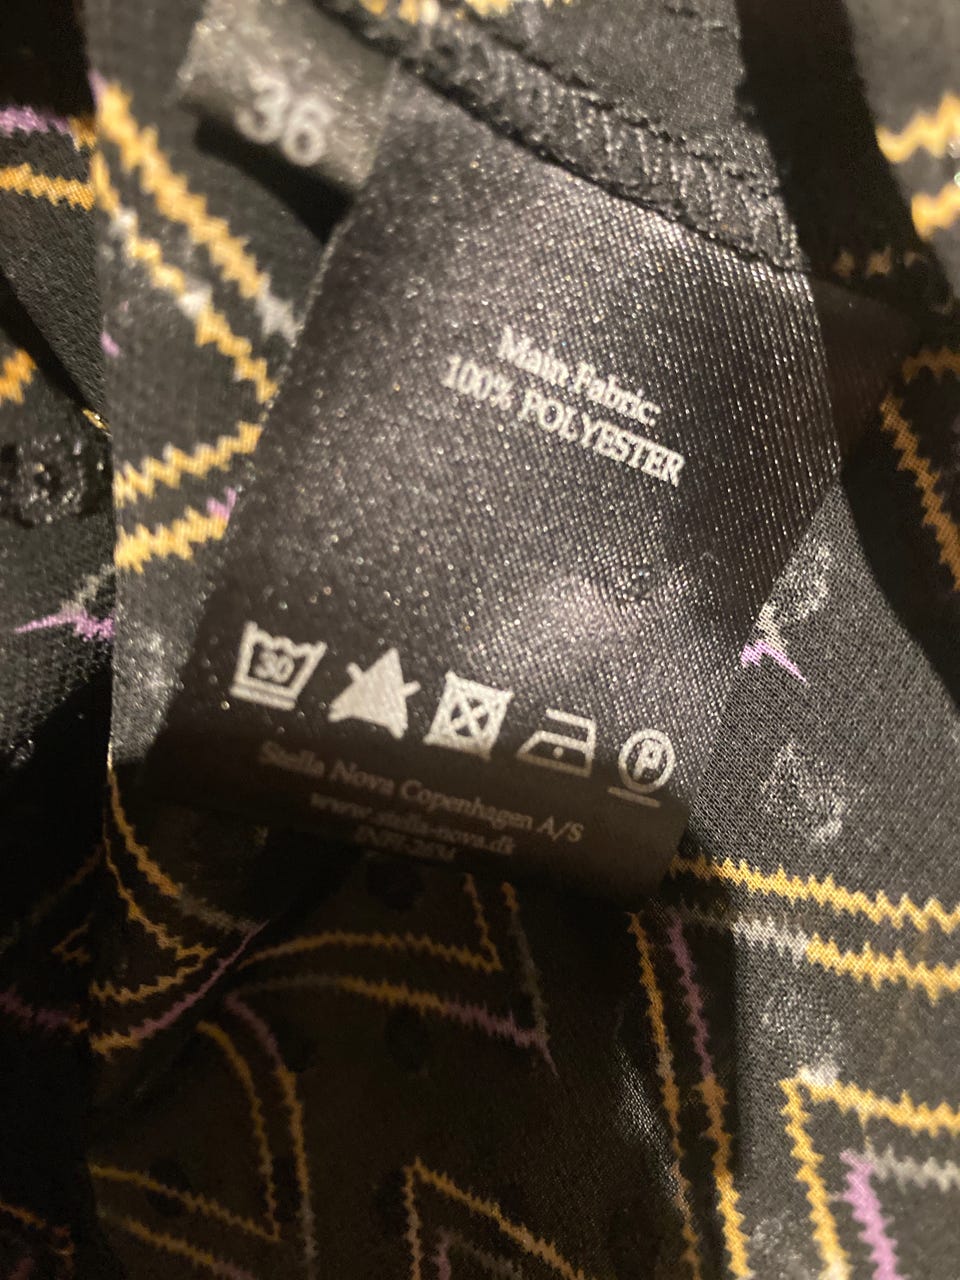 36
Main Fabric:
100% POLYESTER
30
P
Stella Nova Copenhagen A/S
www.stella-nova.dk